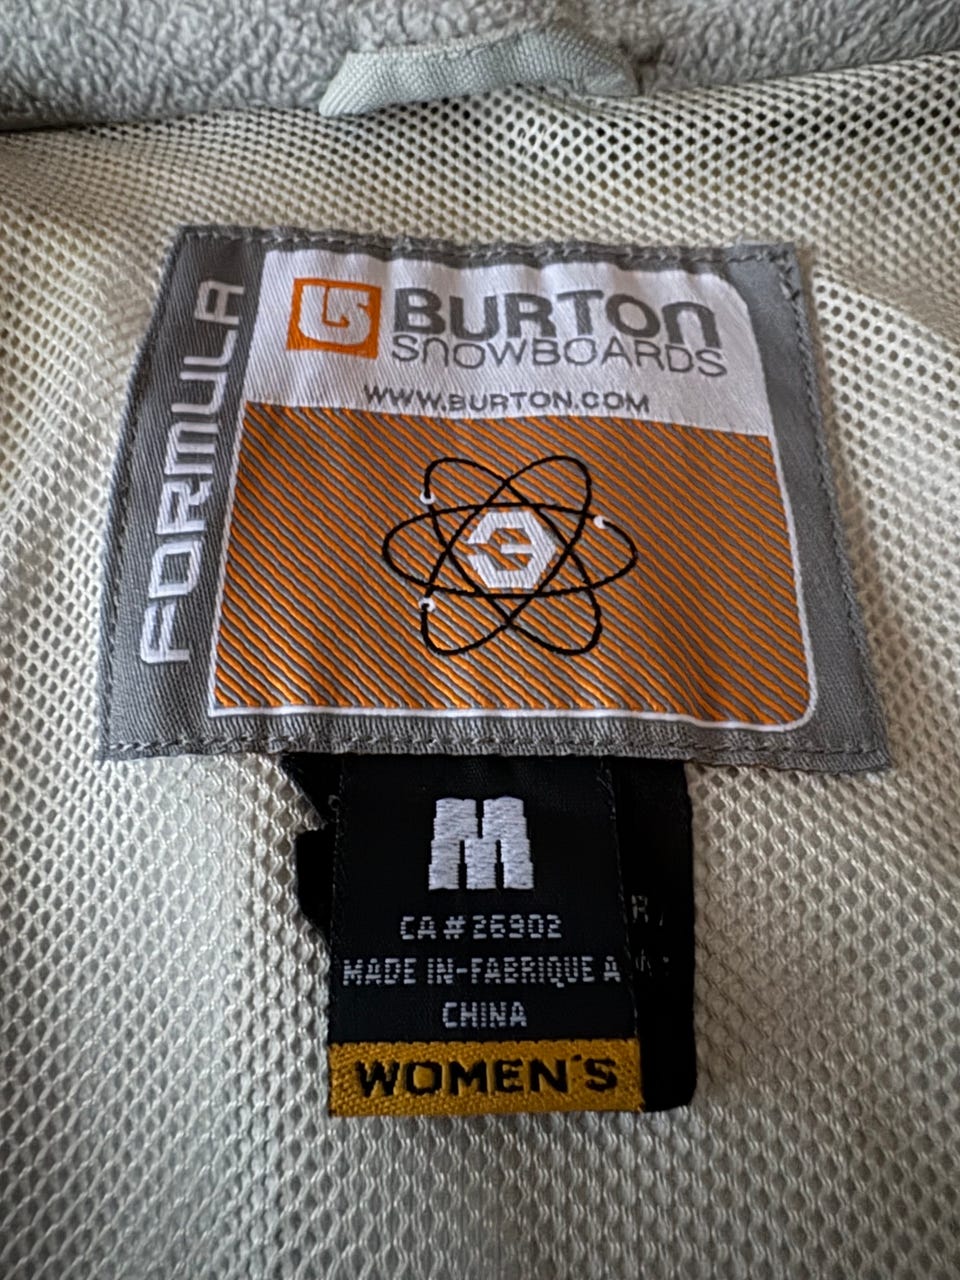 FORMULA
BURTON
SNOWBOARDS
WWW.BURTON.COM
M
CA # 26902
MADE IN-FABRIQUE A
CHINA
WOMEN'S